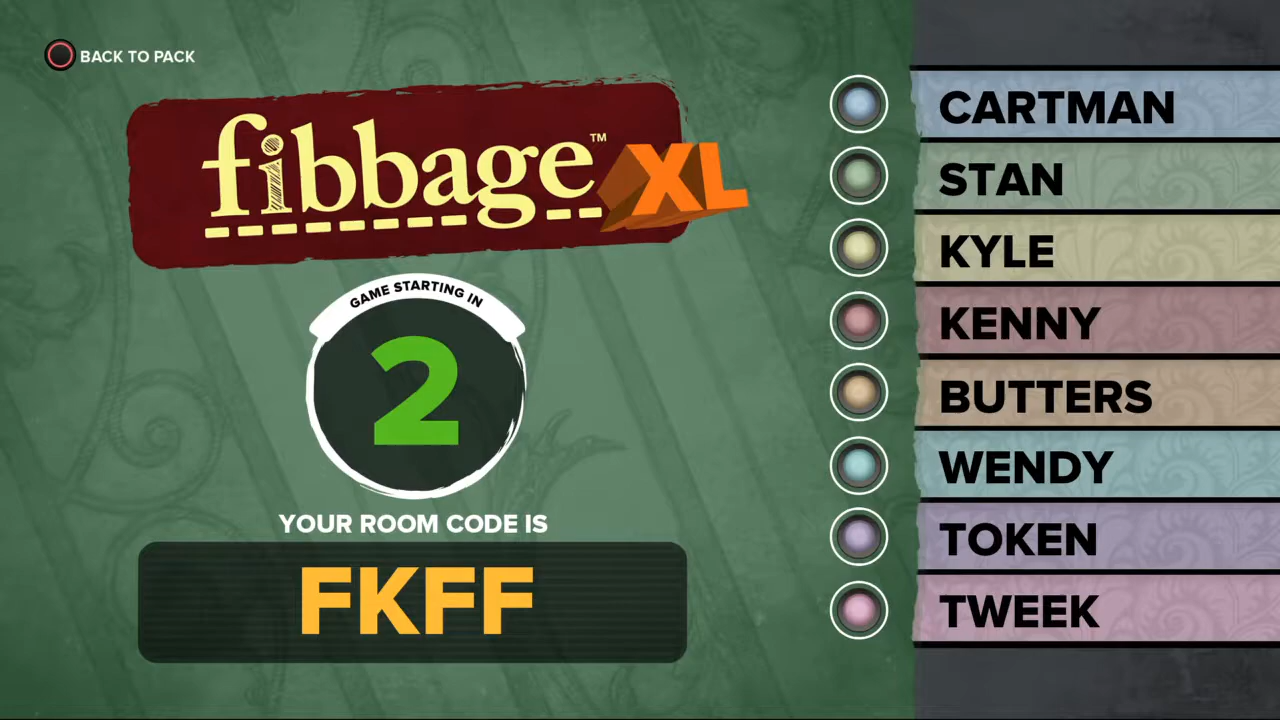 BACK TO PACK
fibbage™ XL
GAME STARTING IN
2
YOUR ROOM CODE IS
FKFF
CARTMAN
STAN
KYLE
KENNY
BUTTERS
WENDY
TOKEN
TWEEK